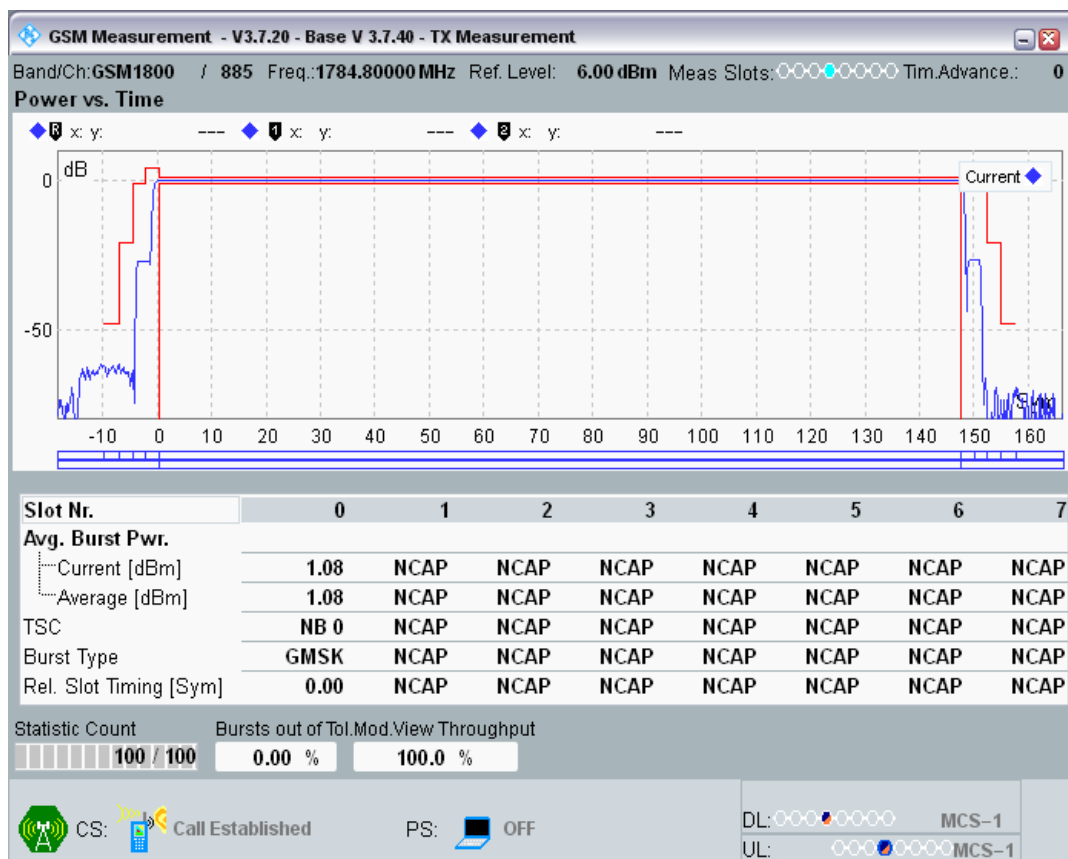 GSM Measurement - V3.7.20 - Base V 3.7.40 - TX Measurement
Band/Ch:GSM1800 / 885 Freq.:1784.80000 MHz Ref. Level: 6.00 dBm Meas Slots: Tim.Advance.: 0
Power vs. Time
R x: y: --- 1 x: y: --- 2 x: y: ---
dB
Current
0
-50
Sym
-10 0 10 20 30 40 50 60 70 80 90 100 110 120 130 140 150 160
Slot Nr. 0 1 2 3 4 5 6 7
Avg. Burst Pwr.
Current [dBm] 1.08 NCAP NCAP NCAP NCAP NCAP NCAP NCAP
Average [dBm] 1.08 NCAP NCAP NCAP NCAP NCAP NCAP NCAP
TSC NB 0 NCAP NCAP NCAP NCAP NCAP NCAP NCAP
Burst Type GMSK NCAP NCAP NCAP NCAP NCAP NCAP NCAP
Rel. Slot Timing [Sym] 0.00 NCAP NCAP NCAP NCAP NCAP NCAP NCAP
Statistic Count Bursts out of Tol.Mod.View Throughput
100 / 100 0.00 % 100.0 %
CS: Call Established PS: OFF
DL: MCS-1
UL: MCS-1